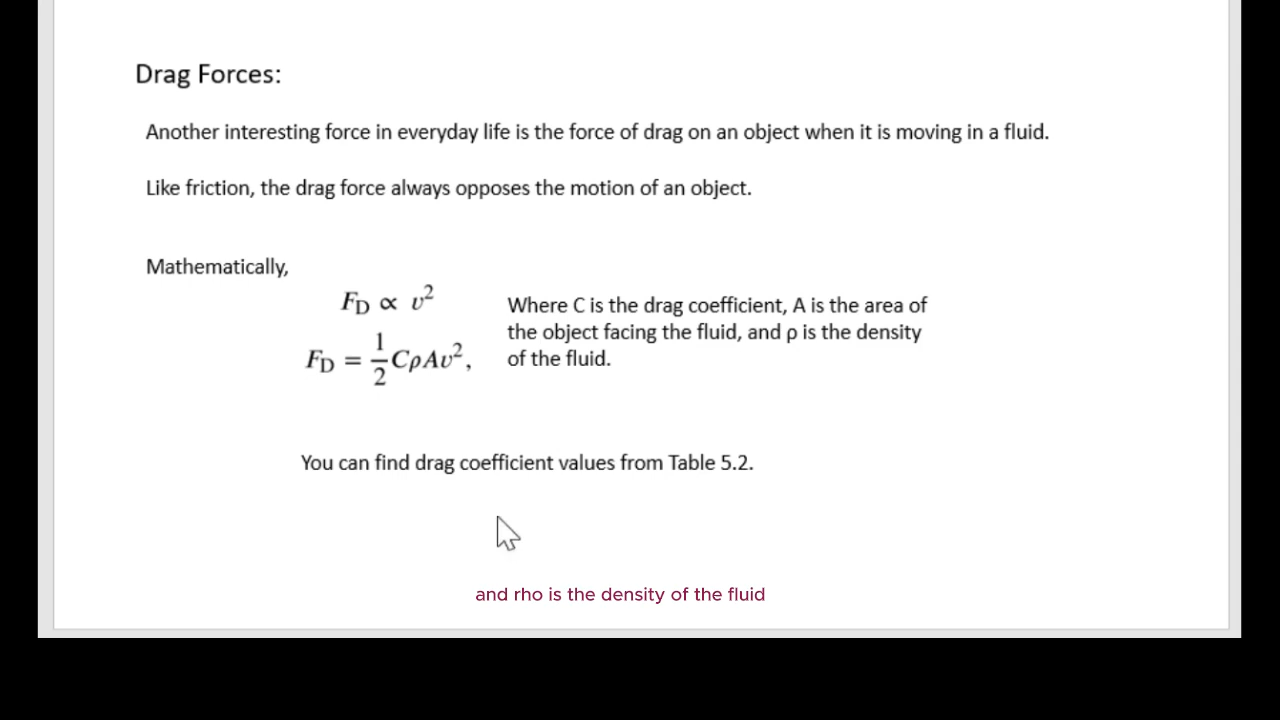 Drag Forces:
Another interesting force in everyday life is the force of drag on an object when it is moving in a fluid.
Like friction, the drag force always opposes the motion of an object.
Mathematically,
F_D ∝ v²
Where C is the drag coefficient, A is the area of
the object facing the fluid, and ρ is the density
of the fluid.
F_D = 1/2 CρAv²,
You can find drag coefficient values from Table 5.2.
and rho is the density of the fluid